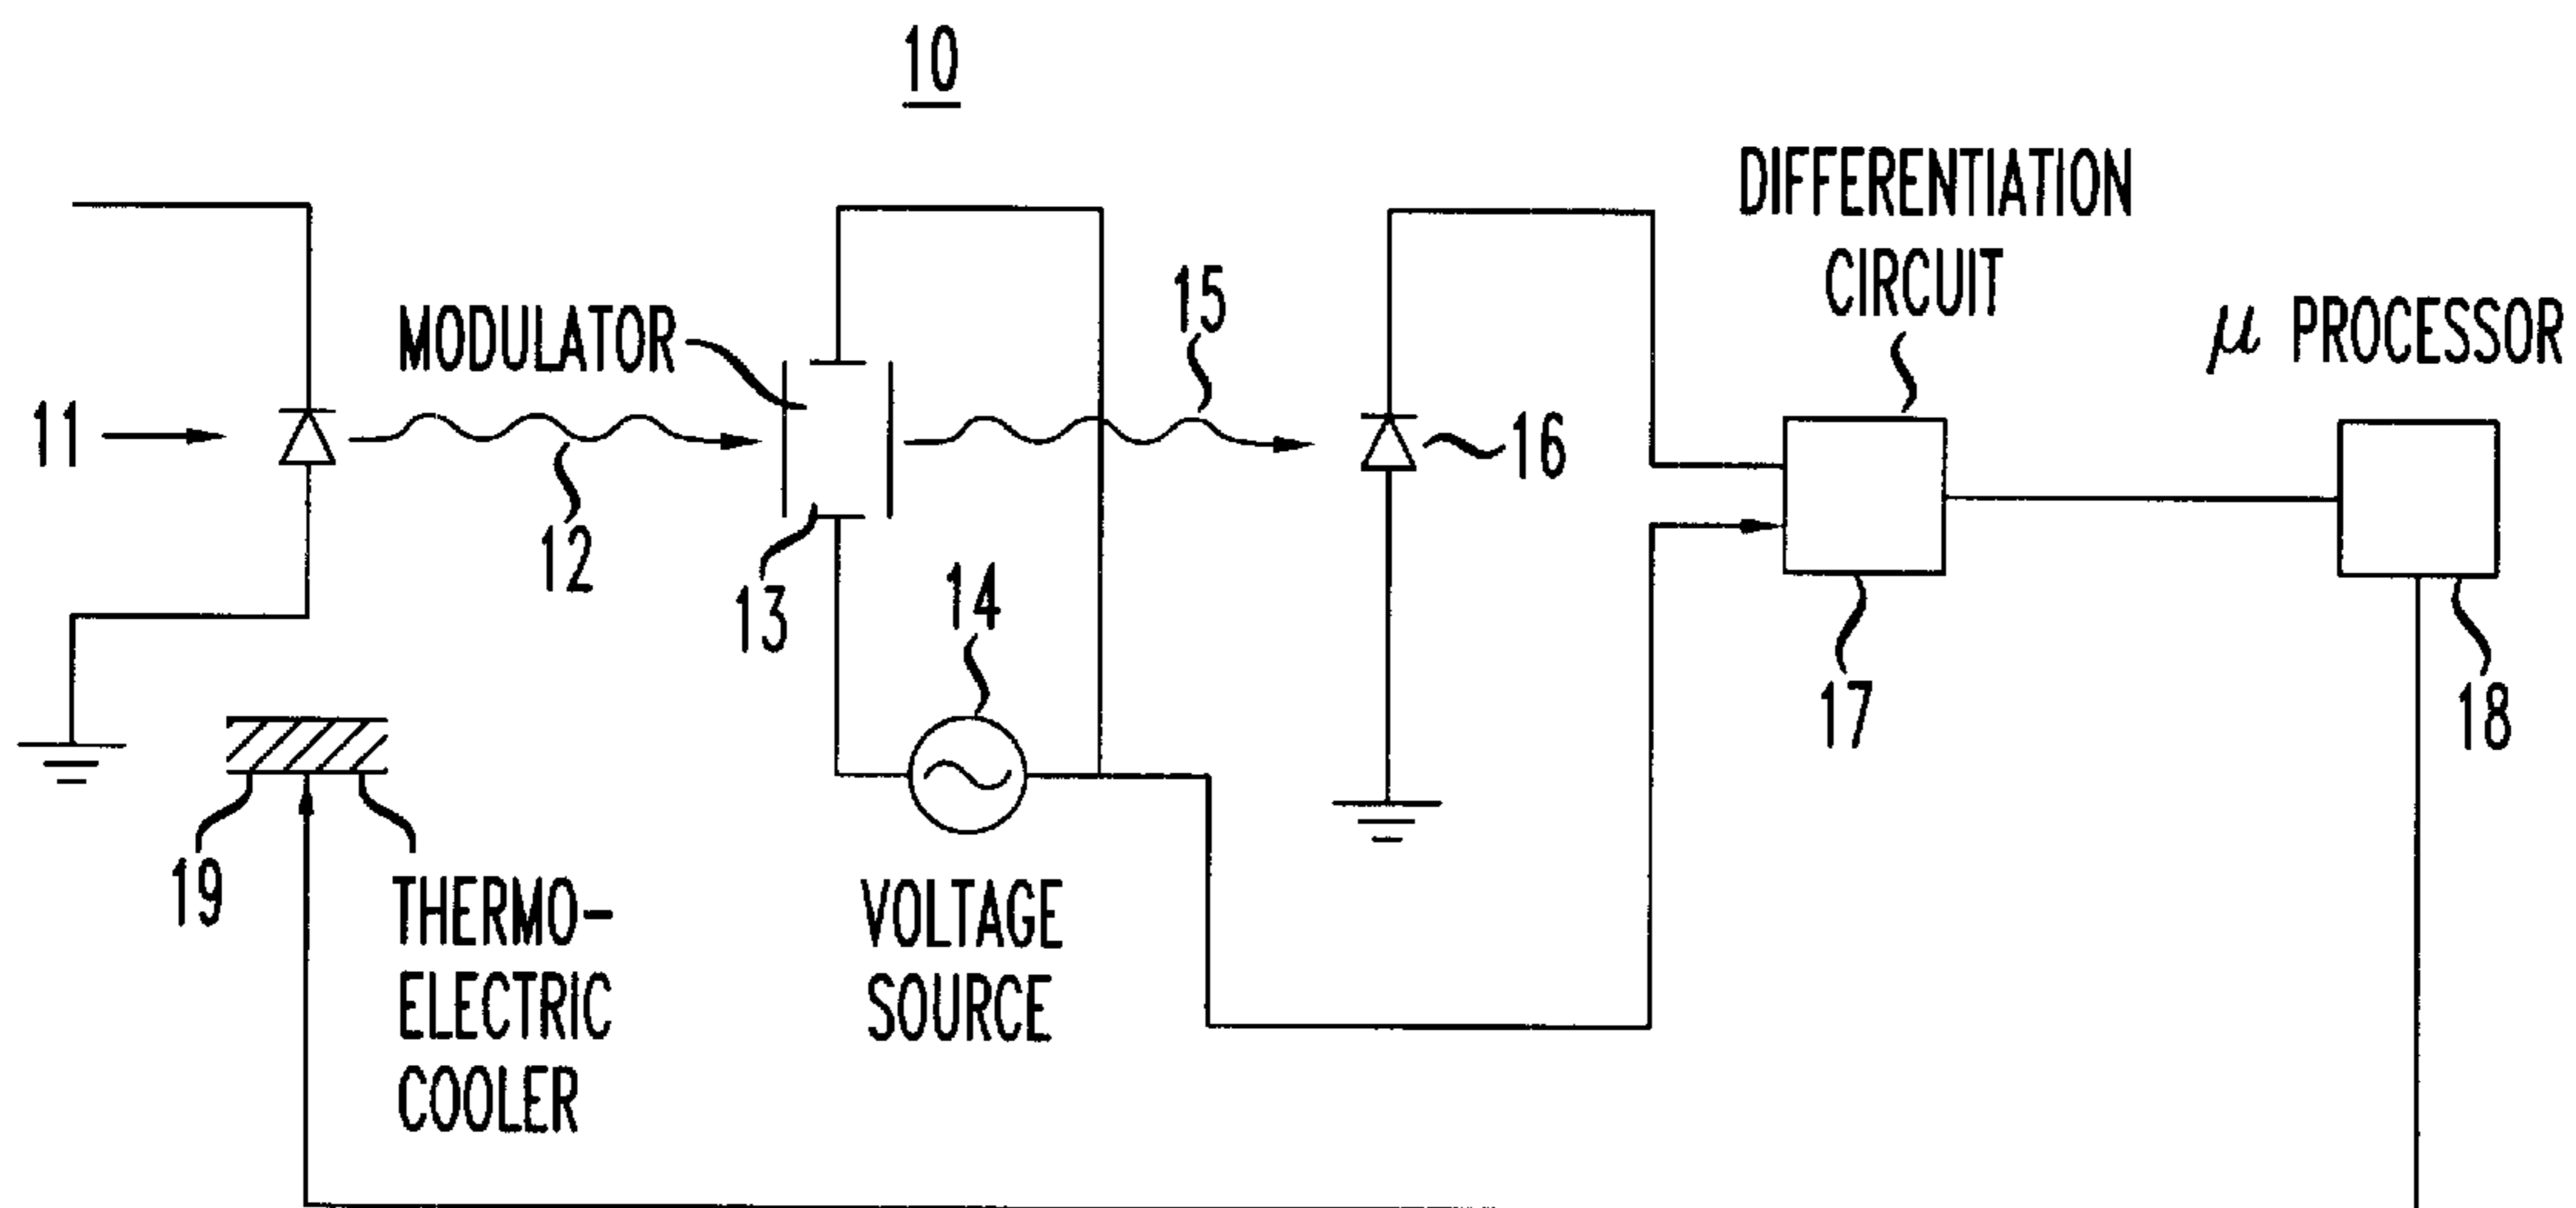 10
DIFFERENTIATION
CIRCUIT
μ PROCESSOR
MODULATOR
15
11
16
12
13
14
17
18
19
THERMO-
ELECTRIC
COOLER
VOLTAGE
SOURCE